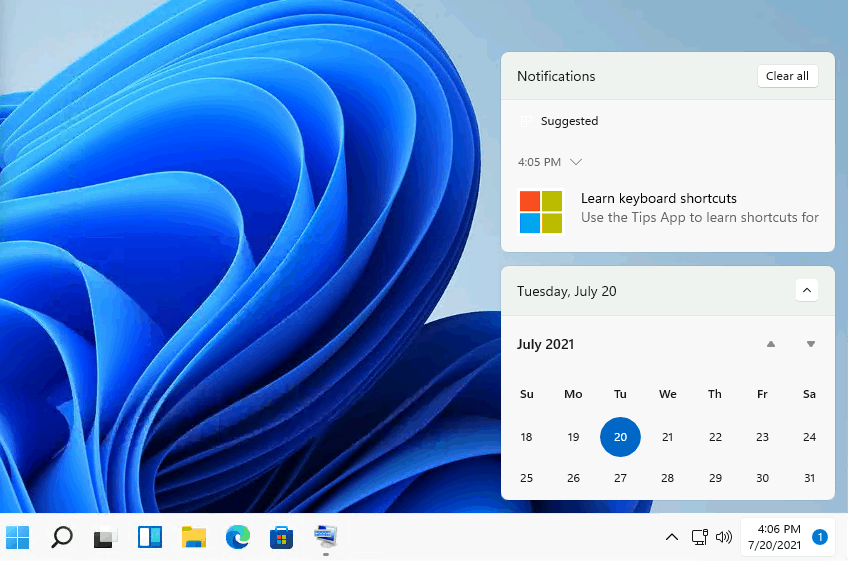 Notifications
Clear all
Suggested
4:05 PM
Learn keyboard shortcuts
Use the Tips App to learn shortcuts for
Tuesday, July 20
July 2021
Su Mo Tu We Th Fr Sa
18 19 20 21 22 23 24
25 26 27 28 29 30 31
4:06 PM
7/20/2021
1